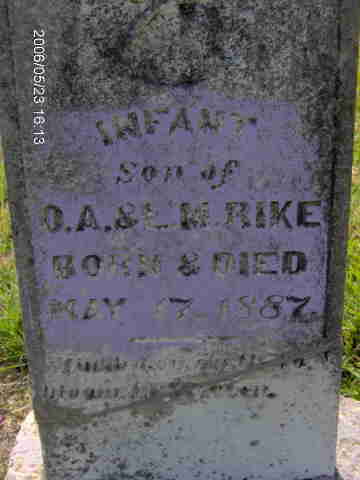 2006/05/23 16:13
INFANT
Son of
O.A.& L.M. RIKE
BORN & DIED
MAY 17, 1887.